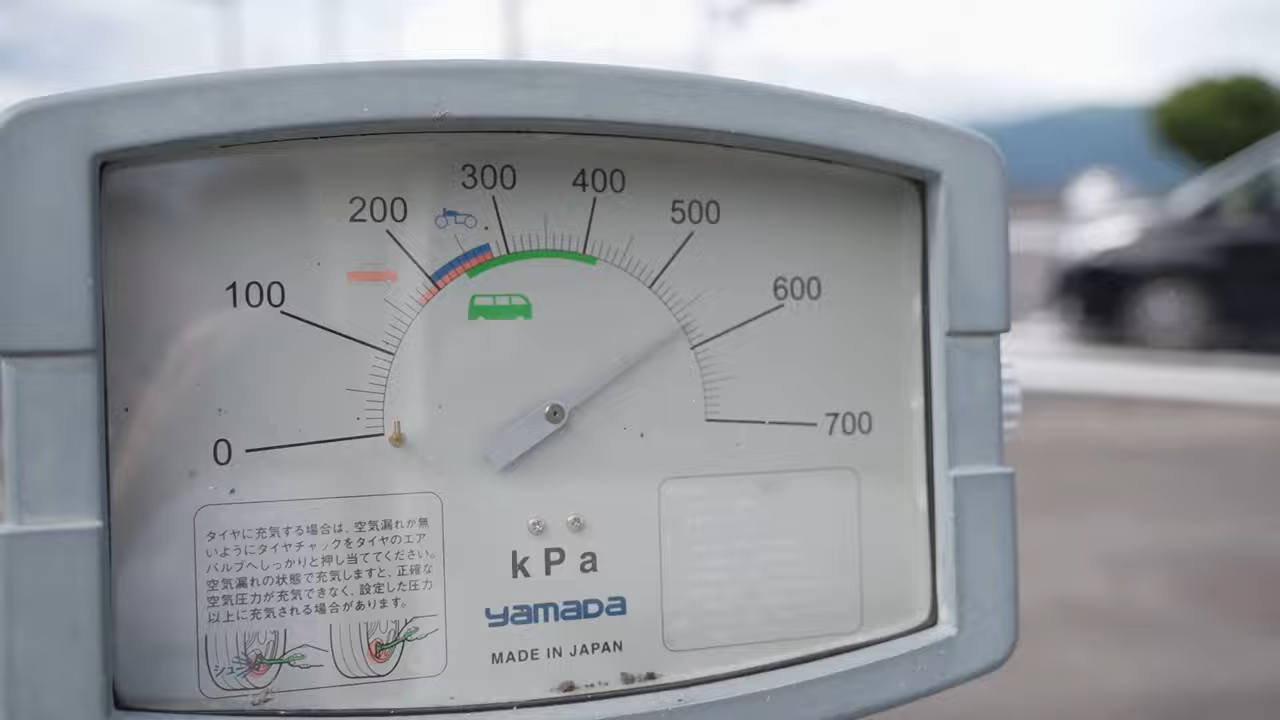 0
100
200
300
400
500
600
700
kPa
yamada
MADE IN JAPAN
タイヤに充気する場合は、空気漏れが無
いようにタイヤチャックをタイヤのエア
バルブへしっかりと押し当ててください。
空気漏れの状態で充気しますと、正確な
空気圧力が充気できなく、設定した圧力
以上に充気される場合があります。
シュー